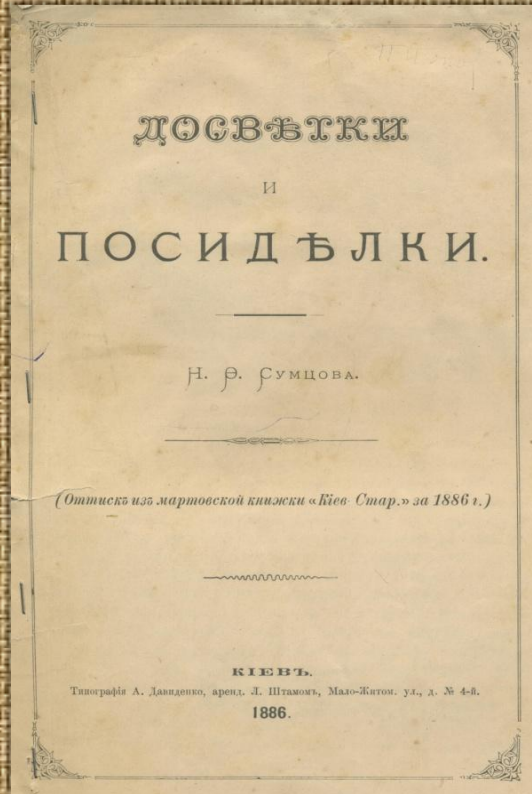 ДОСВѢТКИ
И
ПОСИДѢЛКИ.
Н. Ѳ. Сумцова.
(Оттискъ изъ мартовской книжки «Кіев Стар.» за 1886 г.)
КІЕВЪ.
Типографія А. Давиденко, аренд. Л. Штамомъ, Мало-Житом. ул., д. № 4-й.
1886.